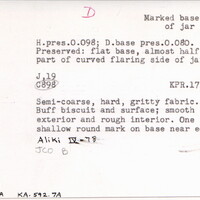 D
Marked base
of jar
H.pres.0.098; D.base pres.0.080.
Preserved: flat base, almost half
part of curved flaring side of ja
J.19
C898 KPR.17
Semi-coarse, hard, gritty fabric.
Buff biscuit and surface; smooth
exterior and rough interior. One
shallow round mark on base near e
Aliki IV-78
JCO B
A KA.592.7A